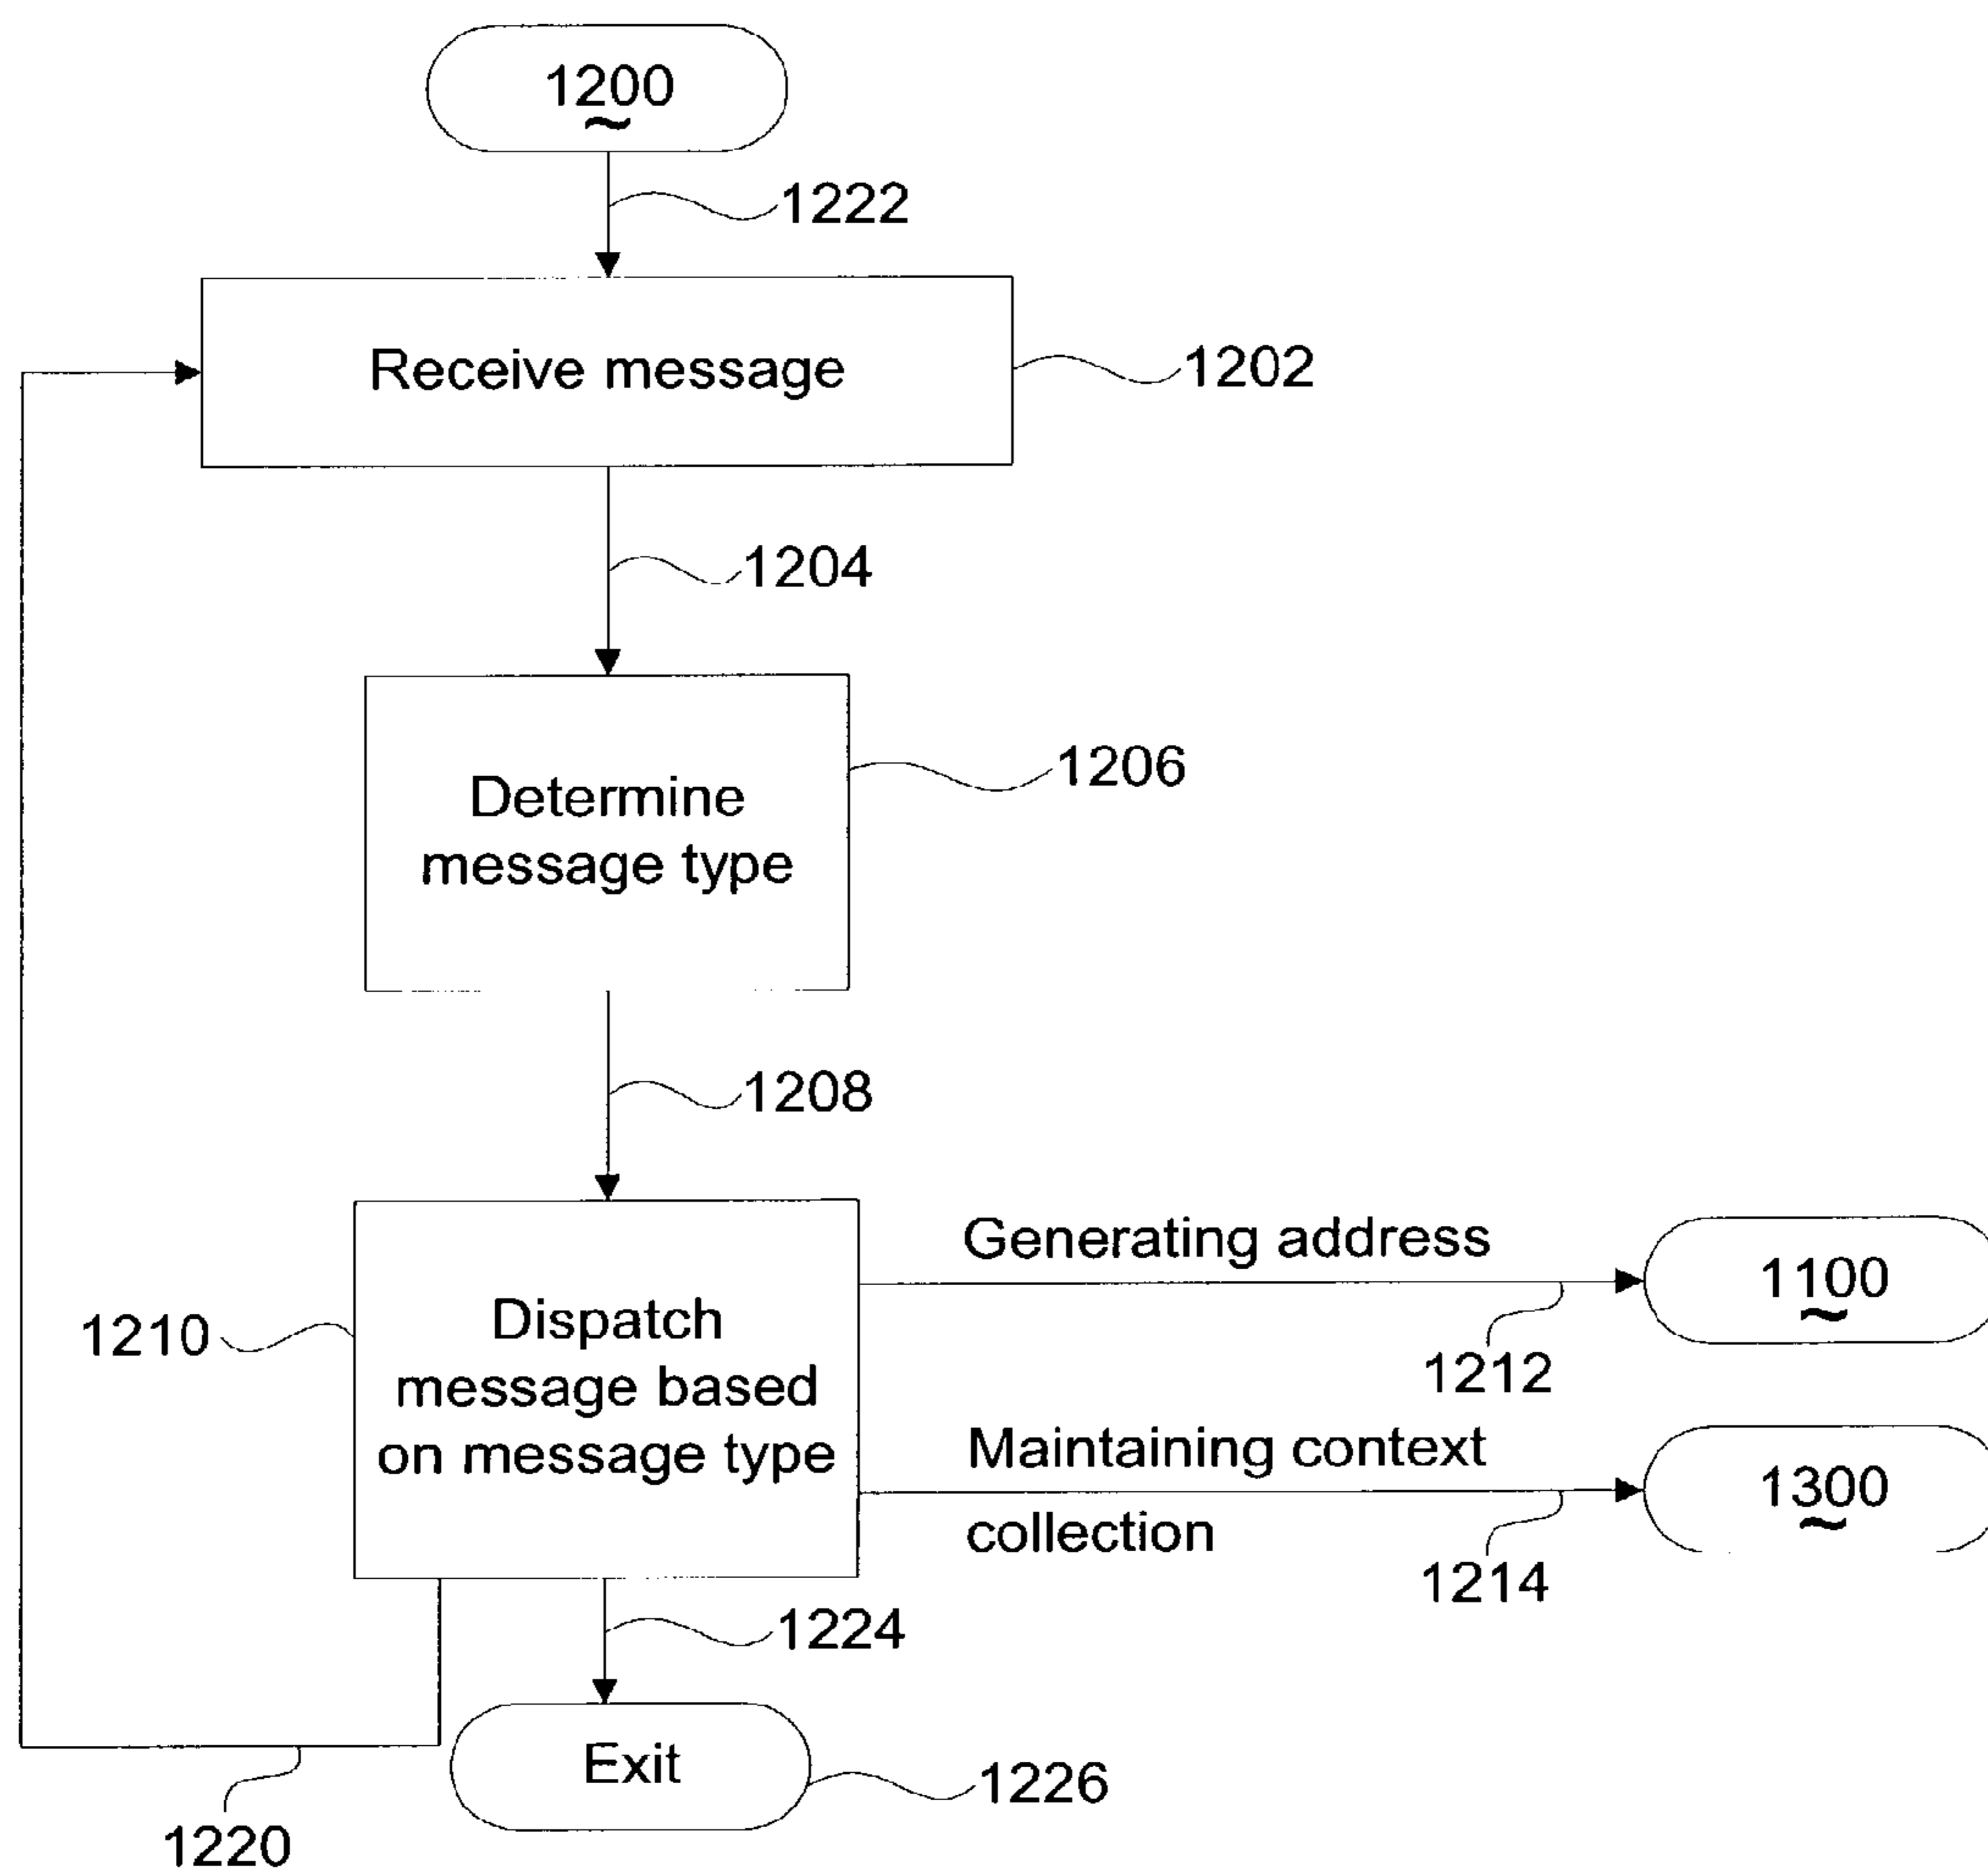 1200
1222
Receive message
1202
1204
Determine
message type
1206
1208
Generating address
1100
1210
Dispatch
message based
on message type
1212
Maintaining context
collection
1300
1214
1224
Exit
1226
1220